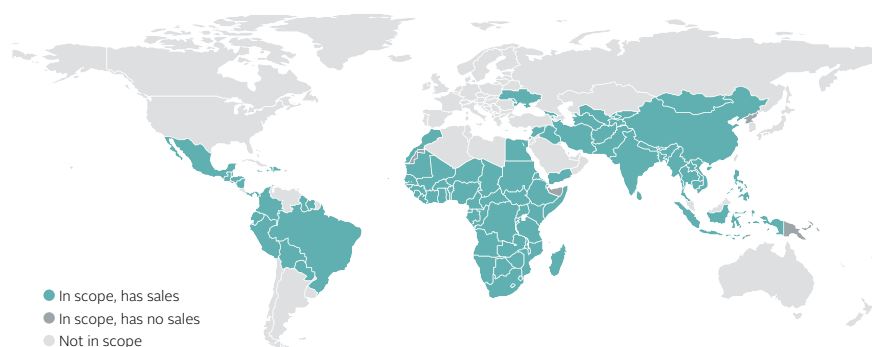 In scope, has sales
In scope, has no sales
Not in scope